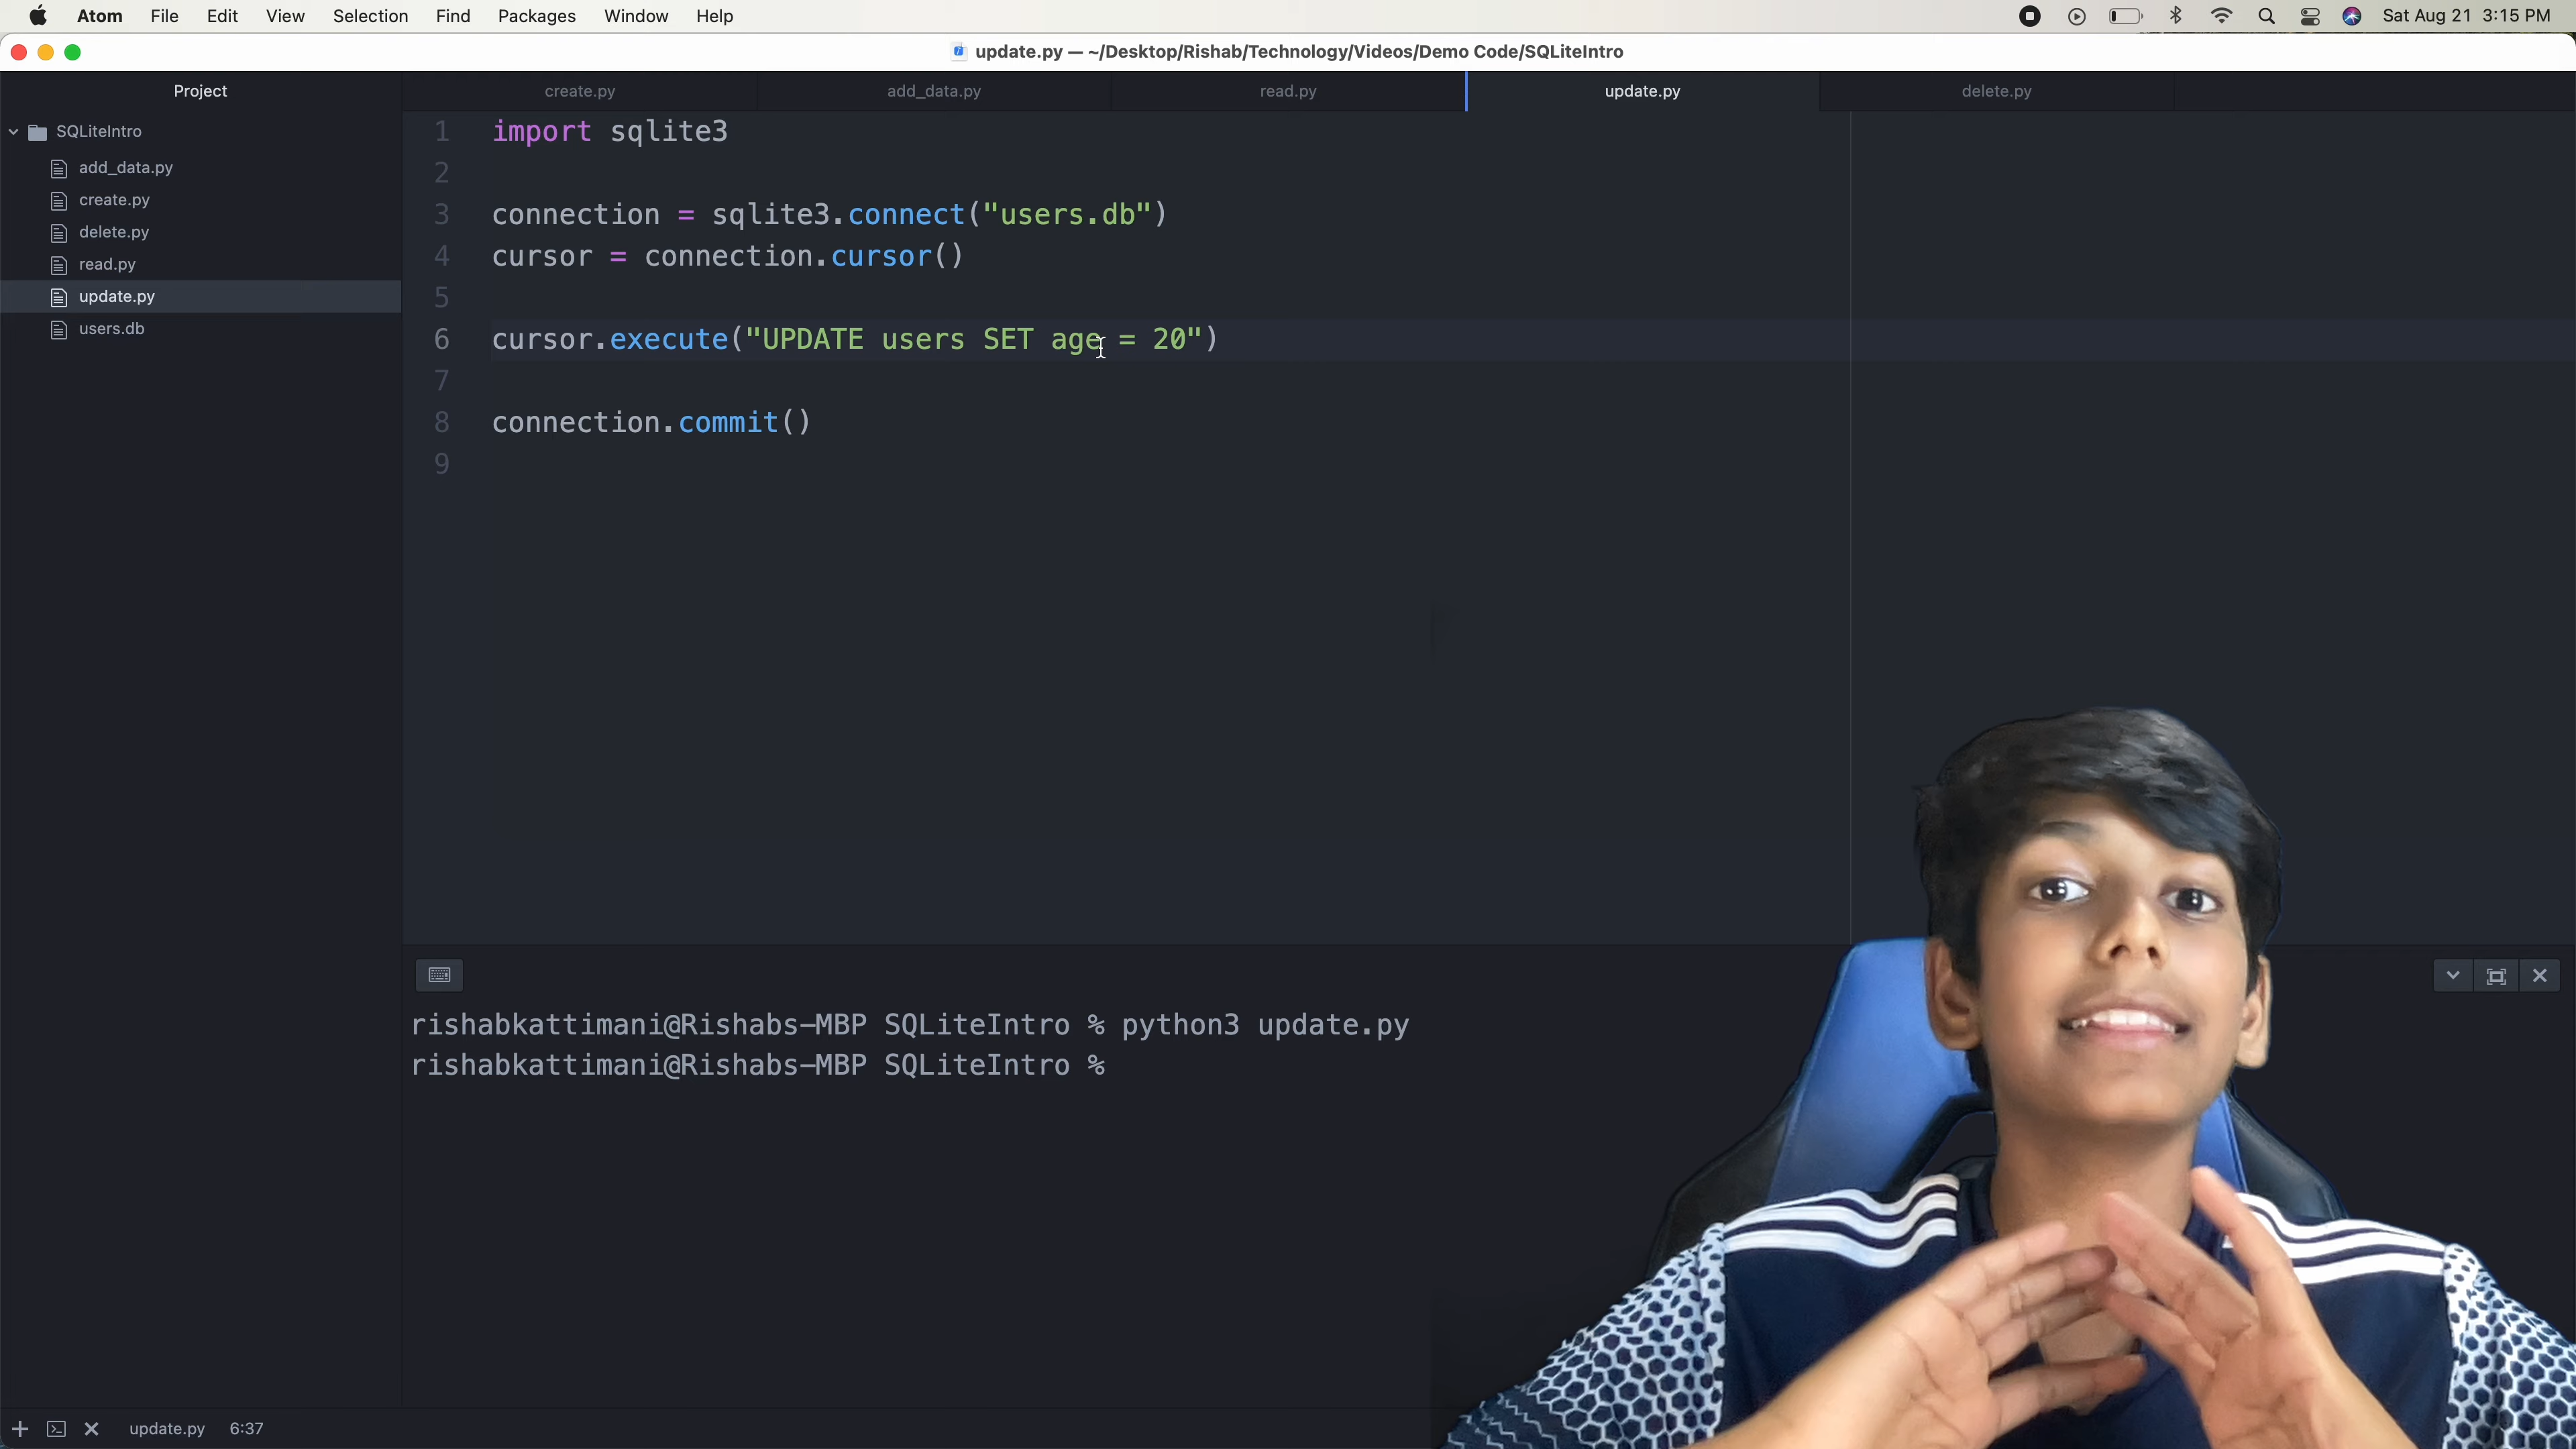 Atom File Edit View Selection Find Packages Window Help Sat Aug 21 3:15 PM
update.py — ~/Desktop/Rishab/Technology/Videos/Demo Code/SQLiteIntro
Project
create.py add_data.py read.py update.py delete.py
SQLiteIntro
add_data.py
create.py
delete.py
read.py
update.py
users.db
1 import sqlite3
2
3 connection = sqlite3.connect("users.db")
4 cursor = connection.cursor()
5
6 cursor.execute("UPDATE users SET age = 20")
7
8 connection.commit()
9
rishabkattimani@Rishabs-MBP SQLiteIntro % python3 update.py
rishabkattimani@Rishabs-MBP SQLiteIntro %
update.py 6:37